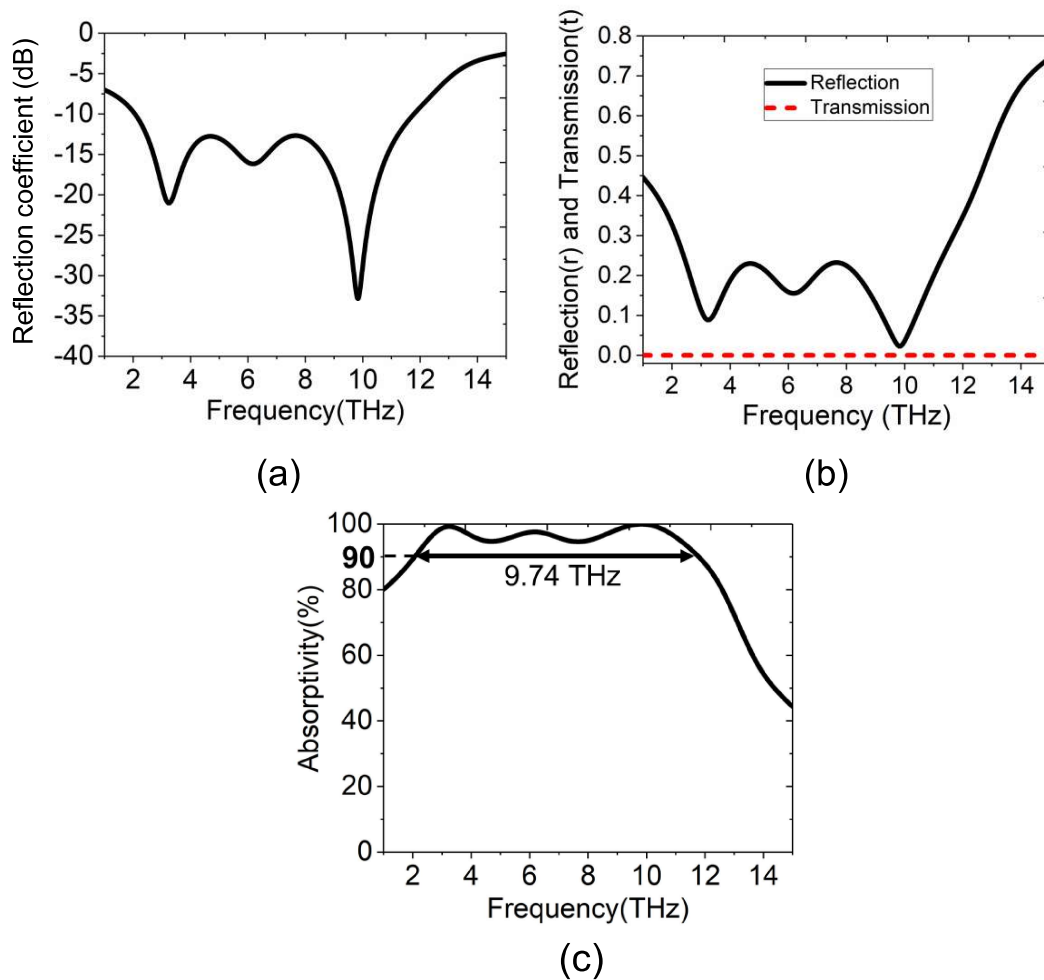 0
-5
-10
-15
-20
-25
-30
-35
-40
2 4 6 8 10 12 14
Reflection coefficient (dB)
Frequency(THz)
(a)
0.8
0.7
0.6
0.5
0.4
0.3
0.2
0.1
0.0
2 4 6 8 10 12 14
Reflection(r) and Transmission(t)
Reflection
Transmission
Frequency (THz)
(b)
100
90
80
60
40
20
0
9.74 THz
2 4 6 8 10 12 14
Absorptivity(%)
Frequency(THz)
(c)